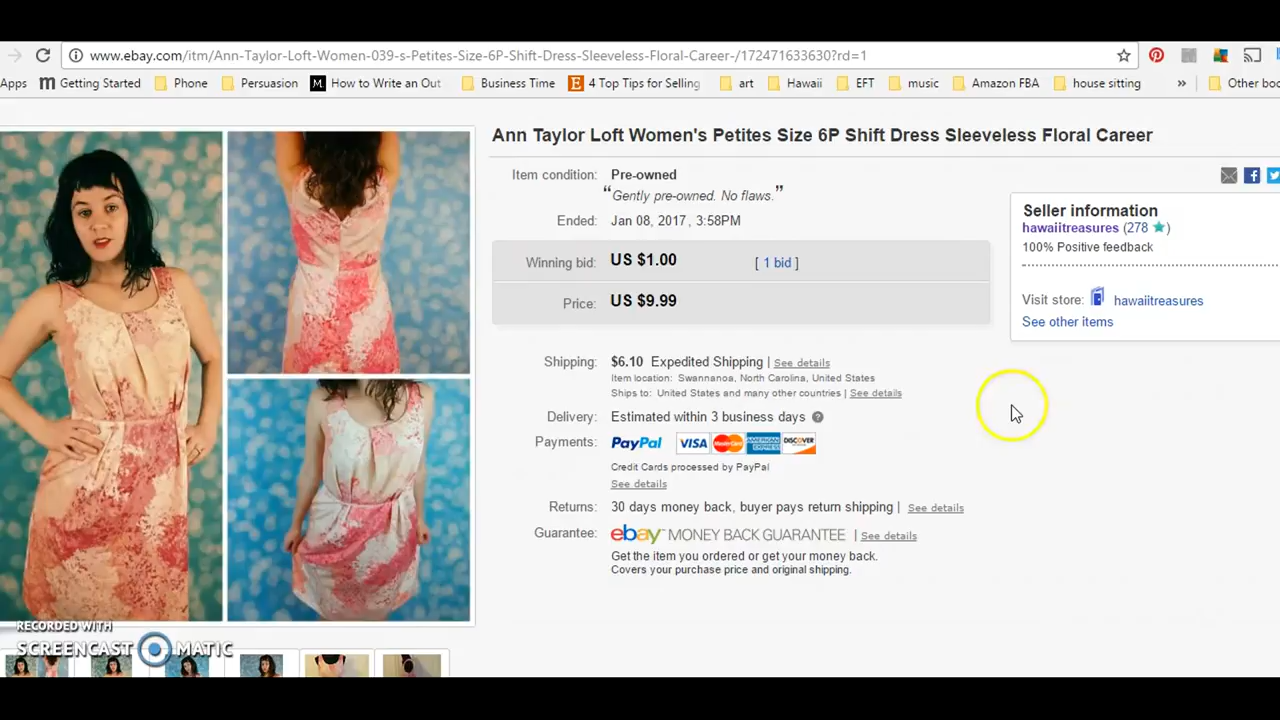 www.ebay.com/itm/Ann-Taylor-Loft-Women-039-s-Petites-Size-6P-Shift-Dress-Sleeveless-Floral-Career-/172471633630?rd=1
Apps Getting Started Phone Persuasion M How to Write an Out Business Time E 4 Top Tips for Selling art Hawaii EFT music Amazon FBA house sitting » Other boo
Ann Taylor Loft Women's Petites Size 6P Shift Dress Sleeveless Floral Career
Item condition: Pre-owned
"Gently pre-owned. No flaws."
Ended: Jan 08, 2017 , 3:58PM
Winning bid: US $1.00 [ 1 bid ]
Price: US $9.99
Shipping: $6.10 Expedited Shipping | See details
Item location: Swannanoa, North Carolina, United States
Ships to: United States and many other countries | See details
Delivery: Estimated within 3 business days ?
Payments: PayPal VISA MasterCard AMERICAN EXPRESS DISCOVER
Credit Cards processed by PayPal
See details
Returns: 30 days money back, buyer pays return shipping | See details
Guarantee: ebay MONEY BACK GUARANTEE | See details
Get the item you ordered or get your money back.
Covers your purchase price and original shipping.
Seller information
hawaiitreasures (278 ★)
100% Positive feedback
Visit store: hawaiitreasures
See other items
RECORDED WITH
SCREENCAST MATIC